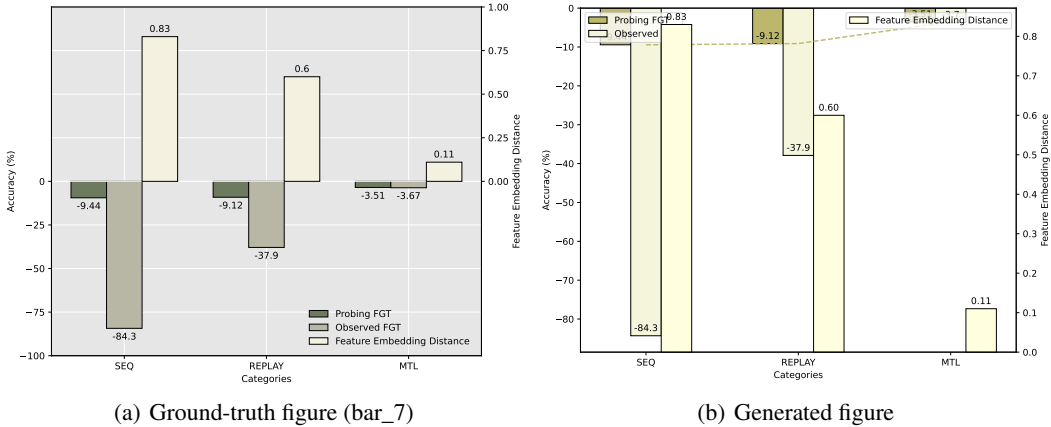 0.83
0.6
0.11
-9.44
-9.12
-3.51
-3.67
-37.9
-84.3
0
−25
−50
−75
−100
Accuracy (%)
1.00
0.75
0.50
0.25
0.00
Feature Embedding Distance
Probing FGT
Observed FGT
Feature Embedding Distance
SEQ
REPLAY
MTL
Categories
(a) Ground-truth figure (bar_7)
0
−10
−20
−30
−40
−50
−60
−70
−80
Accuracy (%)
Probing FGT
Observed
0.83
Feature Embedding Distance
-9.12
0.60
-37.9
-84.3
0.11
0.8
0.7
0.6
0.5
0.4
0.3
0.2
0.1
0.0
Feature Embedding Distance
SEQ
REPLAY
MTL
Categories
(b) Generated figure